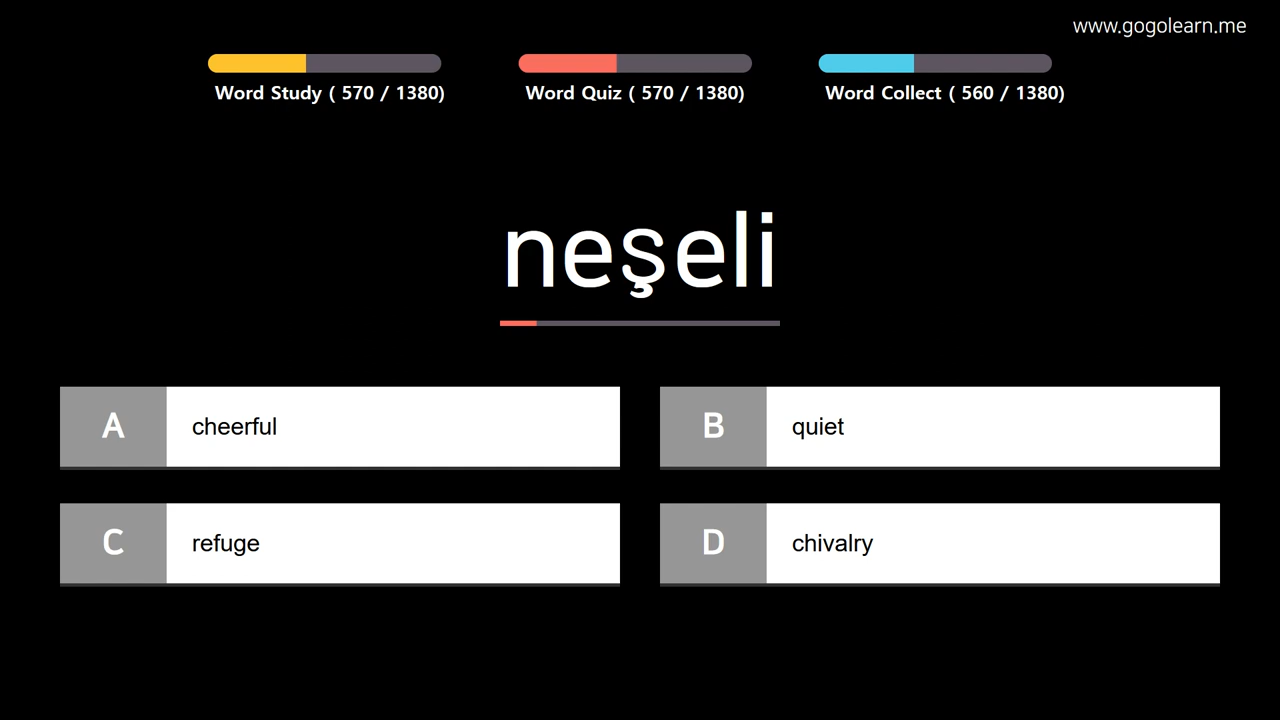 www.gogolearn.me
Word Study ( 570 / 1380)
Word Quiz ( 570 / 1380)
Word Collect ( 560 / 1380)
neşeli
A cheerful
B quiet
C refuge
D chivalry